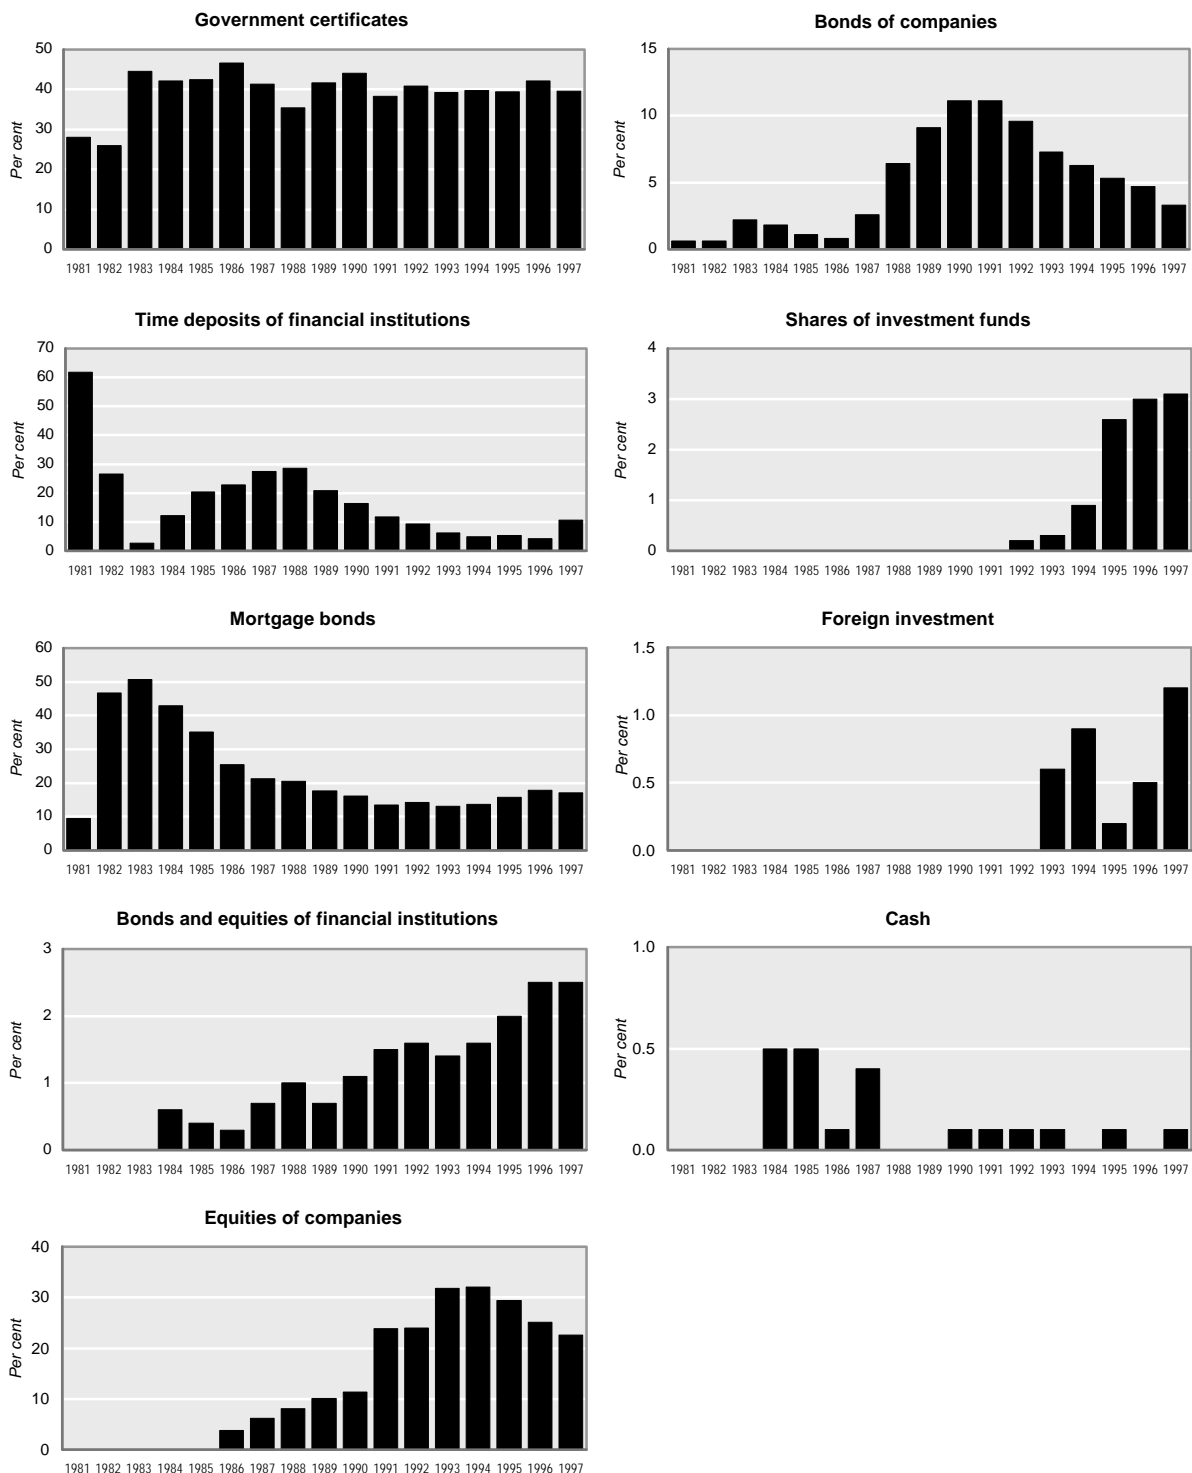 Government certificates
50
40
30
20
10
0
Per cent
1981 1982 1983 1984 1985 1986 1987 1988 1989 1990 1991 1992 1993 1994 1995 1996 1997
Bonds of companies
15
10
5
0
Per cent
1981 1982 1983 1984 1985 1986 1987 1988 1989 1990 1991 1992 1993 1994 1995 1996 1997
Time deposits of financial institutions
70
60
50
40
30
20
10
0
Per cent
1981 1982 1983 1984 1985 1986 1987 1988 1989 1990 1991 1992 1993 1994 1995 1996 1997
Shares of investment funds
4
3
2
1
0
Per cent
1981 1982 1983 1984 1985 1986 1987 1988 1989 1990 1991 1992 1993 1994 1995 1996 1997
Mortgage bonds
60
50
40
30
20
10
0
Per cent
1981 1982 1983 1984 1985 1986 1987 1988 1989 1990 1991 1992 1993 1994 1995 1996 1997
Foreign investment
1.5
1.0
0.5
0.0
Per cent
1981 1982 1983 1984 1985 1986 1987 1988 1989 1990 1991 1992 1993 1994 1995 1996 1997
Bonds and equities of financial institutions
3
2
1
0
Per cent
1981 1982 1983 1984 1985 1986 1987 1988 1989 1990 1991 1992 1993 1994 1995 1996 1997
Cash
1.0
0.5
0.0
Per cent
1981 1982 1983 1984 1985 1986 1987 1988 1989 1990 1991 1992 1993 1994 1995 1996 1997
Equities of companies
40
30
20
10
0
Per cent
1981 1982 1983 1984 1985 1986 1987 1988 1989 1990 1991 1992 1993 1994 1995 1996 1997